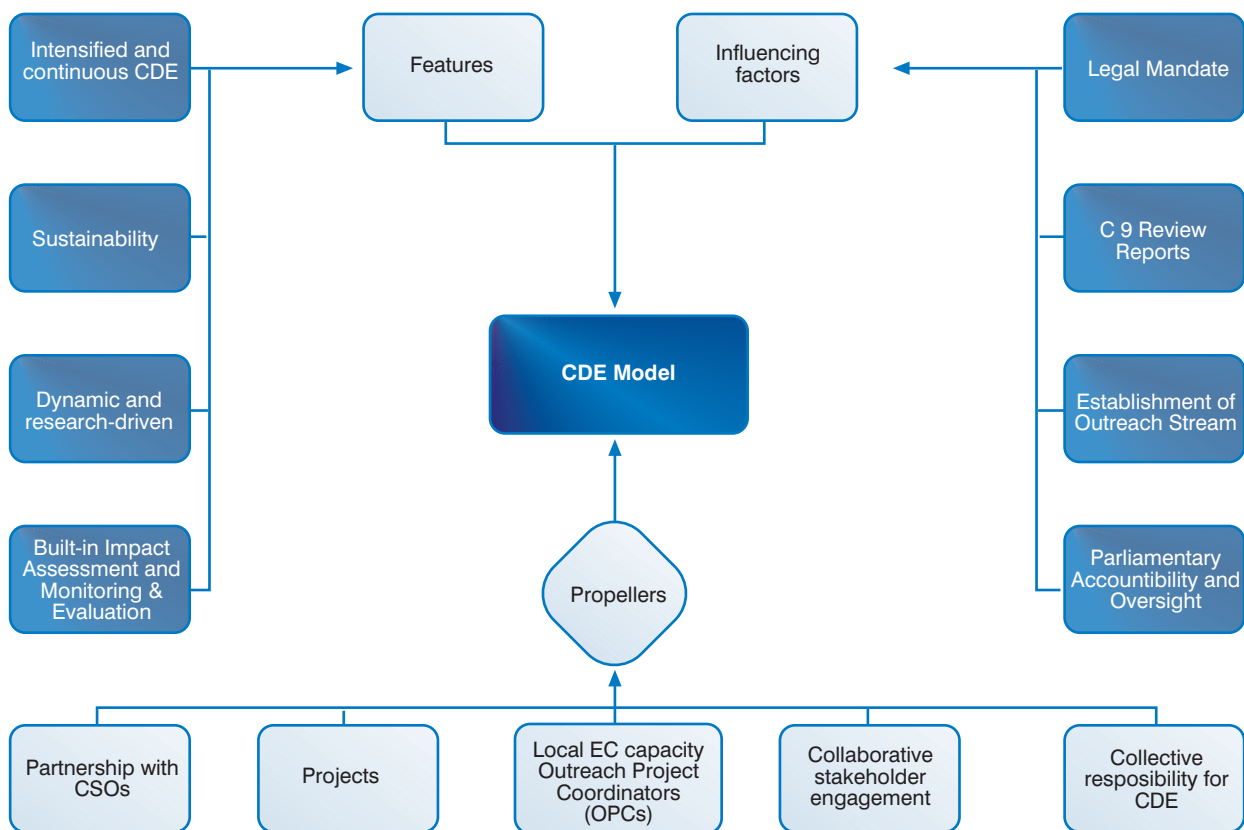 Intensified and
continuous CDE
Features
Influencing
factors
Legal Mandate
Sustainability
C 9 Review
Reports
CDE Model
Dynamic and
research-driven
Establishment of
Outreach Stream
Built-in Impact
Assessment and
Monitoring &
Evaluation
Propellers
Parliamentary
Accountibility and
Oversight
Partnership with
CSOs
Projects
Local EC capacity
Outreach Project
Coordinators
(OPCs)
Collaborative
stakeholder
engagement
Collective
resposibility for
CDE